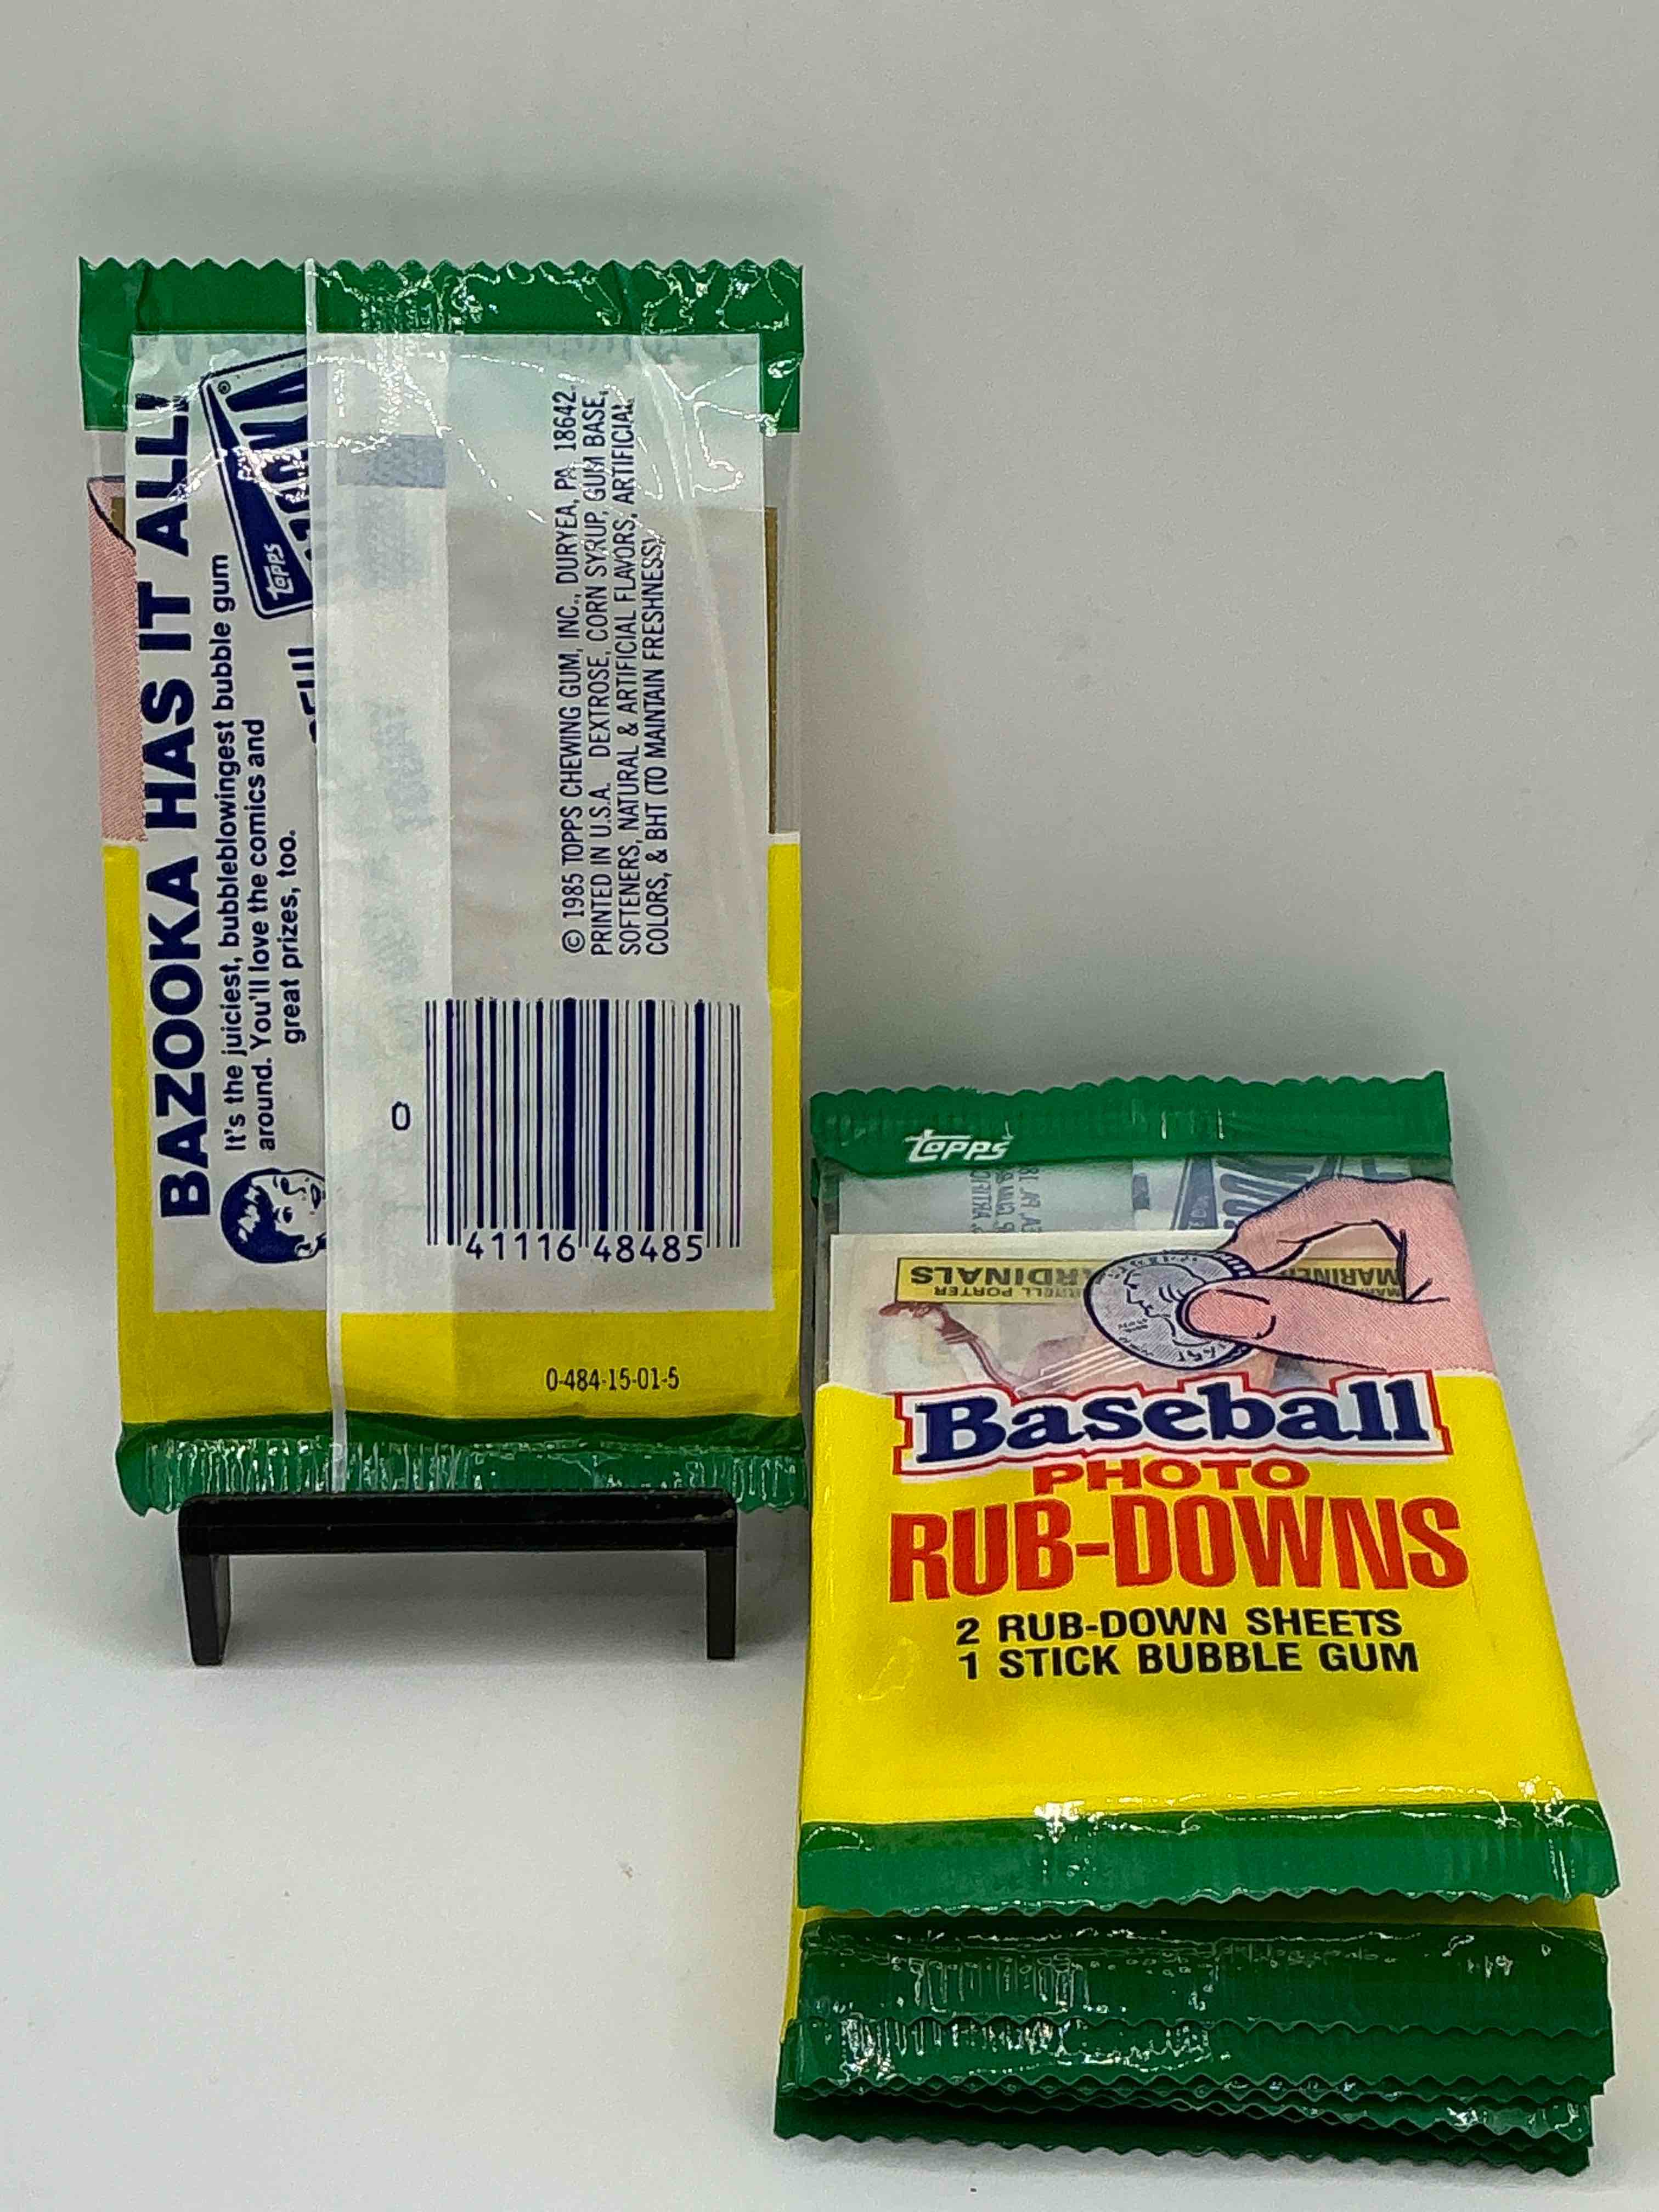 BAZOOKA HAS IT ALL!
It's the juiciest, bubbleblowingest bubble gum
around. You'll love the comics and
great prizes, too.
TOPPS
© 1985 TOPPS CHEWING GUM, INC., DURYEA, PA. 18642.
PRINTED IN U.S.A. DEXTROSE, CORN SYRUP, GUM BASE,
SOFTENERS, NATURAL & ARTIFICIAL FLAVORS, ARTIFICIAL
COLORS, & BHT (TO MAINTAIN FRESHNESS).
0
41116 48485
0-484-15-01-5
TOPPS
CARDINALS
PORTER
Baseball
PHOTO
RUB-DOWNS
2 RUB-DOWN SHEETS
1 STICK BUBBLE GUM